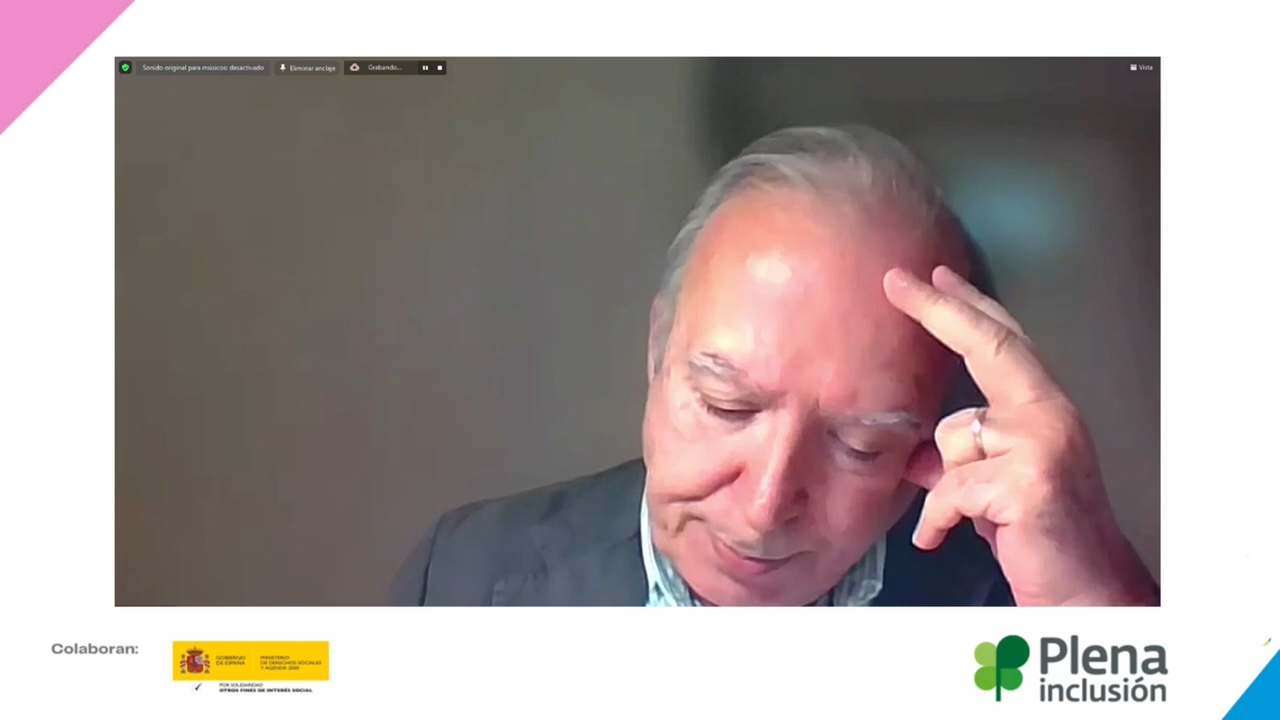 Sonido original para músicos: desactivado
Eliminar anclaje
Grabando...
Vista
Colaboran:
GOBIERNO
DE ESPAÑA
MINISTERIO
DE DERECHOS SOCIALES
Y AGENDA 2030
POR SOLIDARIDAD
OTROS FINES DE INTERÉS SOCIAL
Plena
inclusión